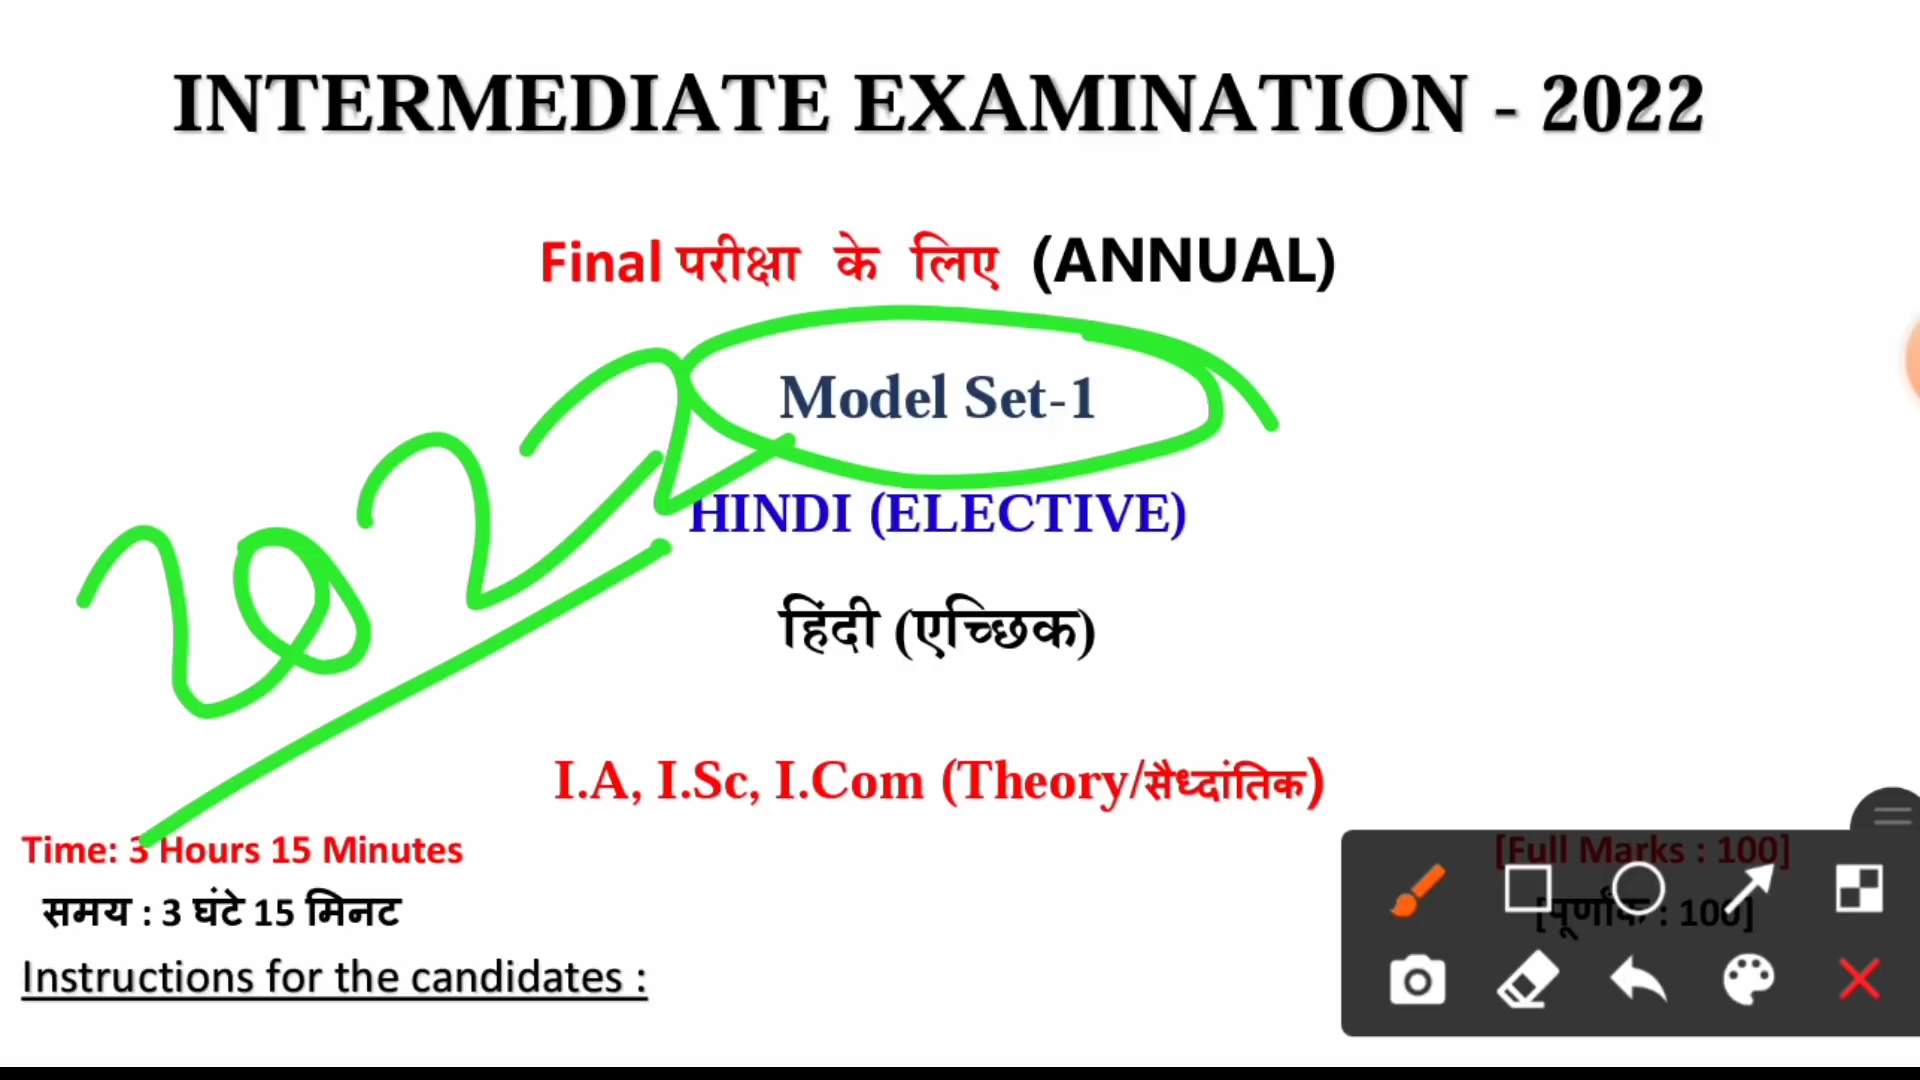 INTERMEDIATE EXAMINATION - 2022
Final परीक्षा के लिए (ANNUAL)
Model Set-1
2022
HINDI (ELECTIVE)
हिंदी (एच्छिक)
I.A, I.Sc, I.Com (Theory/सैध्दांतिक)
Time: 3 Hours 15 Minutes
[Full Marks : 100]
समय : 3 घंटे 15 मिनट
[पूर्णांक : 100]
Instructions for the candidates :